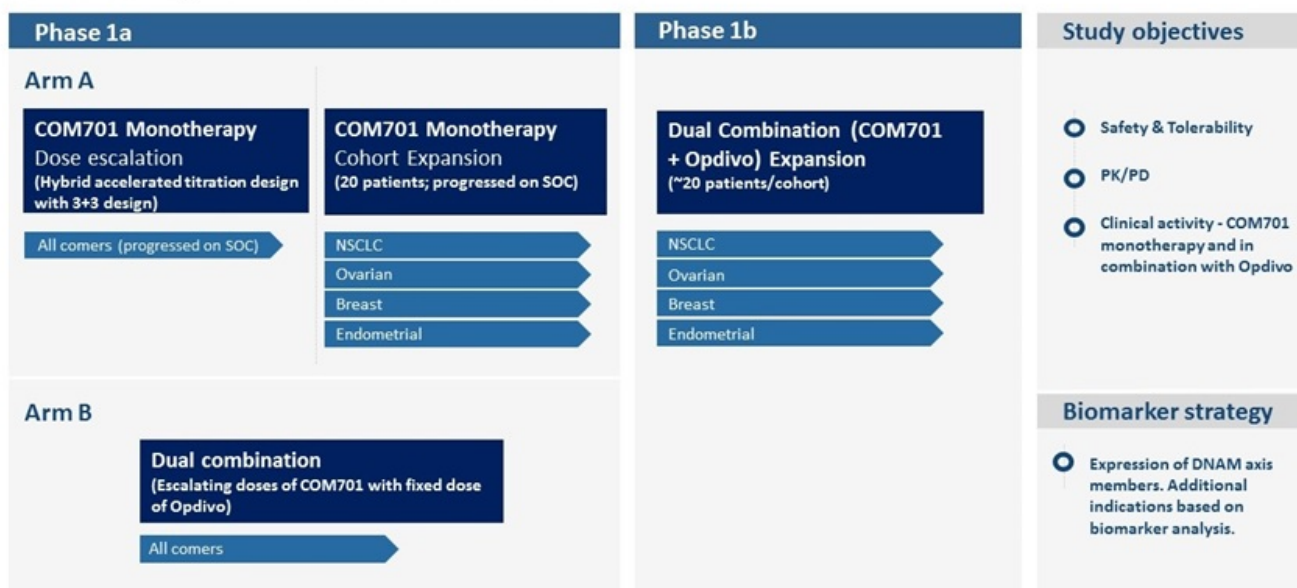 Phase 1a
Arm A
COM701 Monotherapy
Dose escalation
(Hybrid accelerated titration design
with 3+3 design)
All comers (progressed on SOC)
COM701 Monotherapy
Cohort Expansion
(20 patients; progressed on SOC)
NSCLC
Ovarian
Breast
Endometrial
Arm B
Dual combination
(Escalating doses of COM701 with fixed dose
of Opdivo)
All comers
Phase 1b
Dual Combination (COM701
+ Opdivo) Expansion
(~20 patients/cohort)
NSCLC
Ovarian
Breast
Endometrial
Study objectives
Safety & Tolerability
PK/PD
Clinical activity - COM701
monotherapy and in
combination with Opdivo
Biomarker strategy
Expression of DNAM axis
members. Additional
indications based on
biomarker analysis.